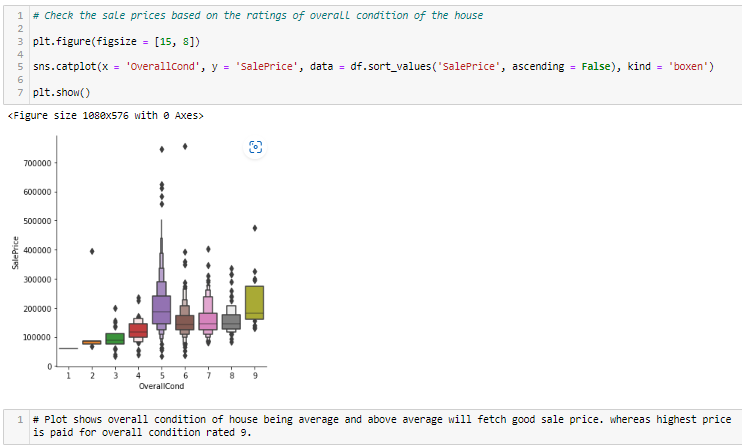 1 # Check the sale prices based on the ratings of overall condition of the house
2
3 plt.figure(figsize = [15, 8])
4
5 sns.catplot(x = 'OverallCond', y = 'SalePrice', data = df.sort_values('SalePrice', ascending = False), kind = 'boxen')
6
7 plt.show()
<Figure size 1080x576 with 0 Axes>
700000
600000
500000
400000
300000
200000
100000
0
SalePrice
1 2 3 4 5 6 7 8 9
OverallCond
1 # Plot shows overall condition of house being average and above average will fetch good sale price. whereas highest price
is paid for overall condition rated 9.